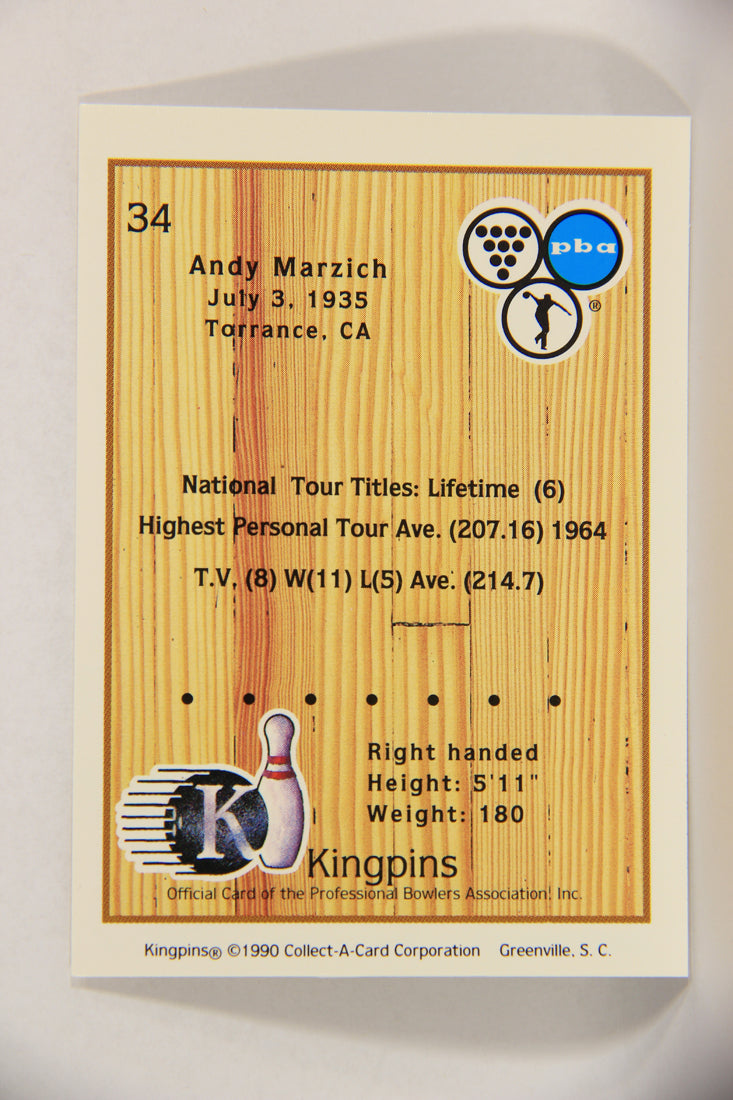 34
pba
®
Andy Marzich
July 3, 1935
Torrance, CA
National Tour Titles: Lifetime (6)
Highest Personal Tour Ave. (207.16) 1964
T.V. (8) W(11) L(5) Ave. (214.7)
Right handed
Height: 5'11"
Weight: 180
K
Kingpins
Official Card of the Professional Bowlers Association, Inc.
Kingpins® ©1990 Collect-A-Card Corporation Greenville, S. C.